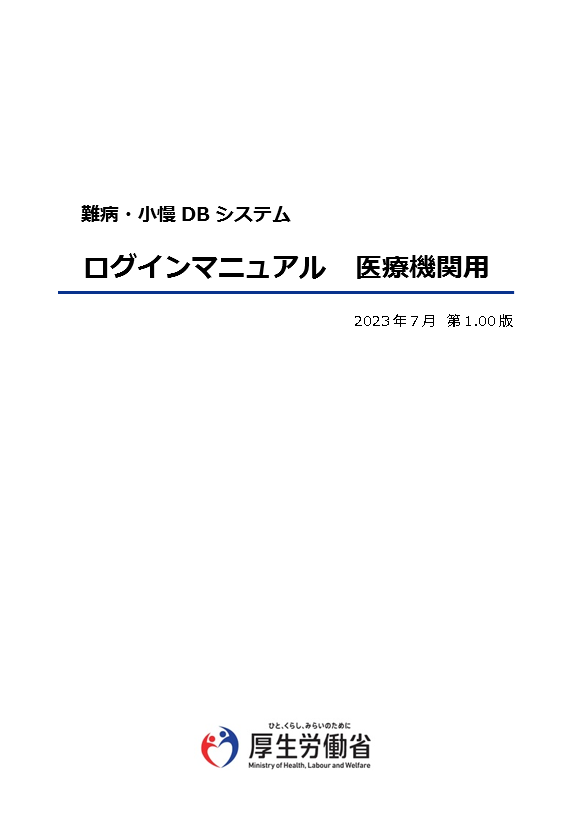 難病・小慢 DB システム
ログインマニュアル　医療機関用
2023 年 7 月　第 1.00 版
ひと、くらし、みらいのために
厚生労働省
Ministry of Health, Labour and Welfare